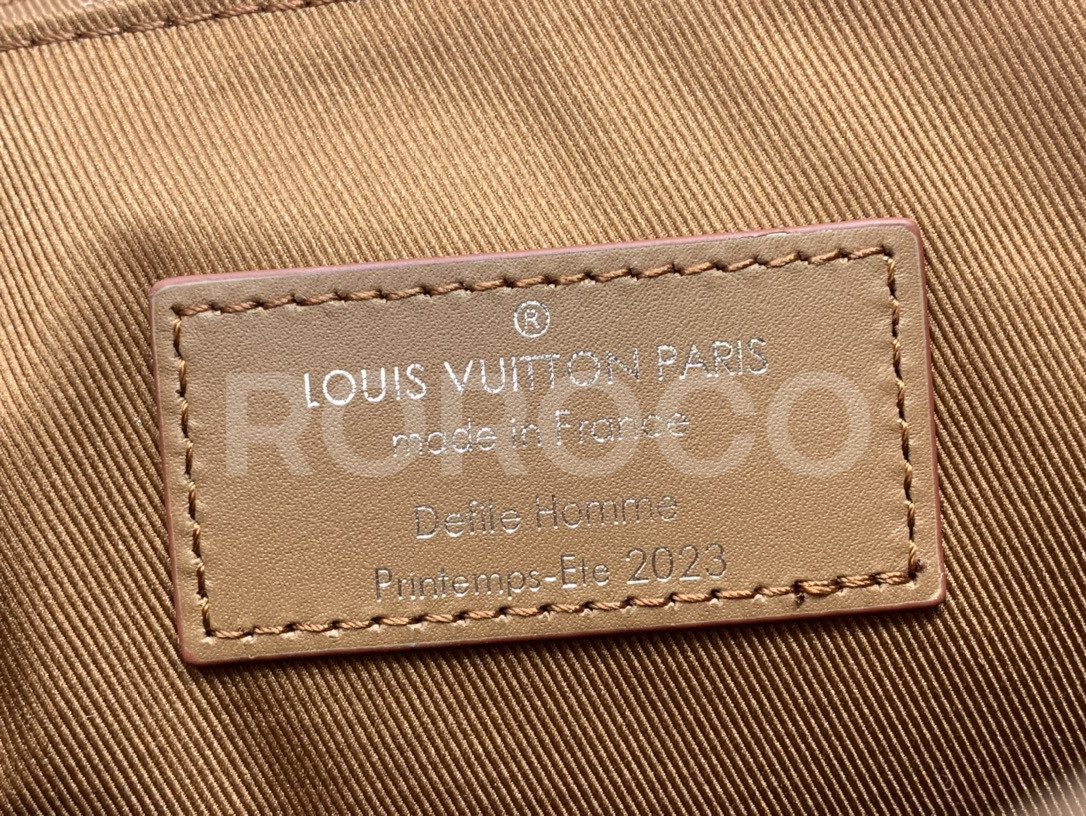 ®
LOUIS VUITTON PARIS
made in France
ROROCO
Defile Homme
Printemps-Ete 2023